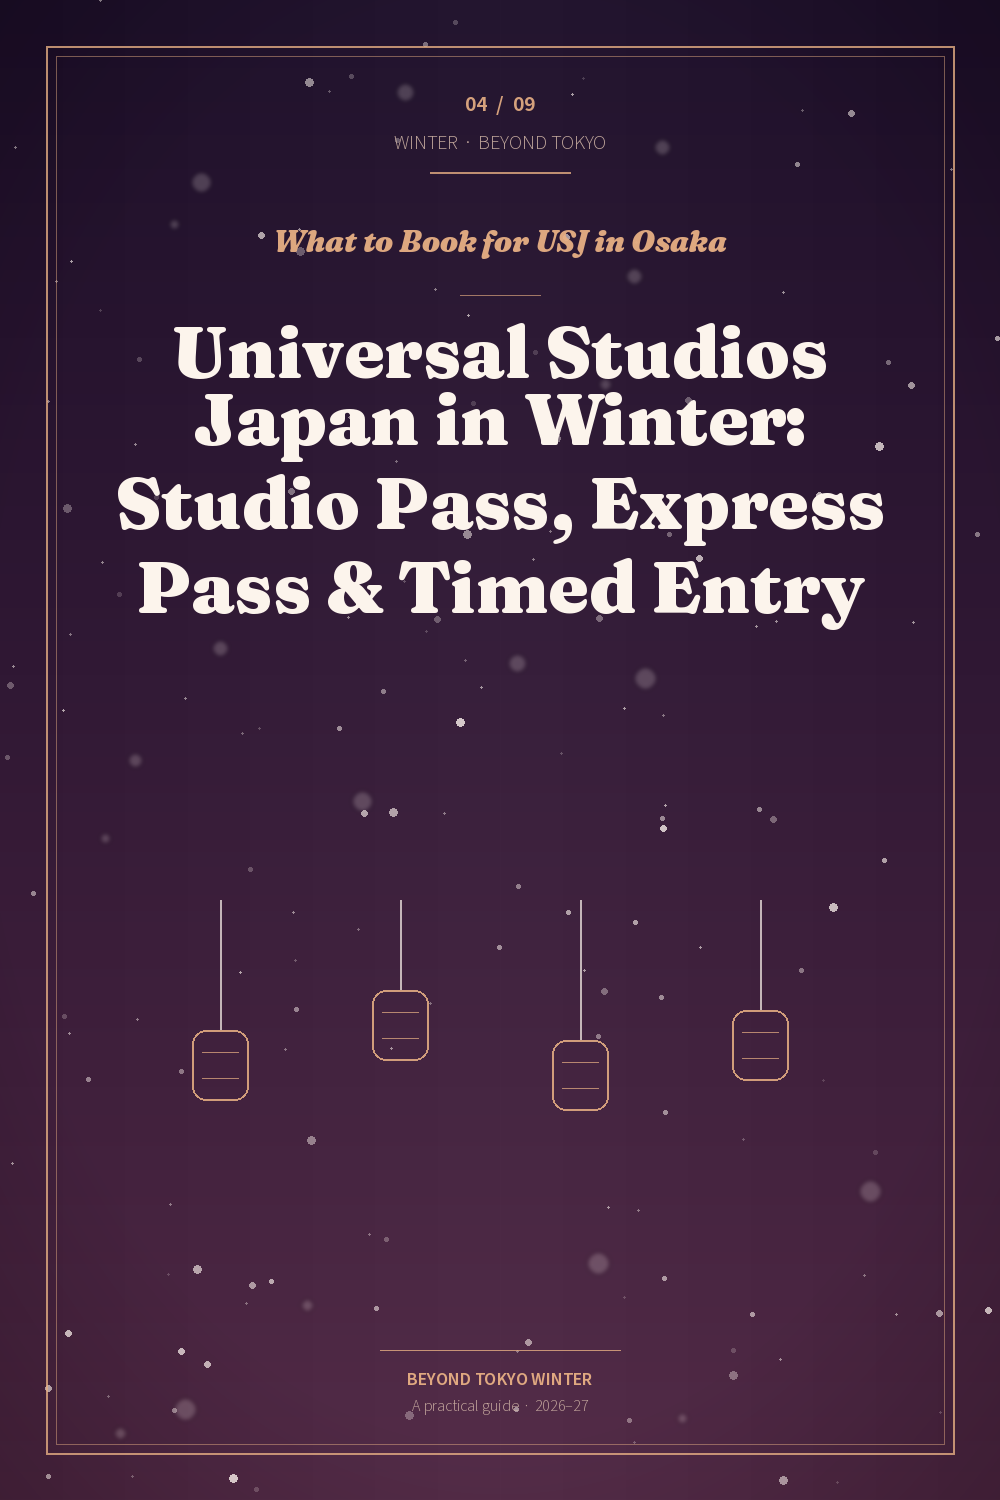 04 / 09
WINTER · BEYOND TOKYO
What to Book for USJ in Osaka
Universal Studios
Japan in Winter:
Studio Pass, Express
Pass & Timed Entry
BEYOND TOKYO WINTER
A practical guide · 2026–27